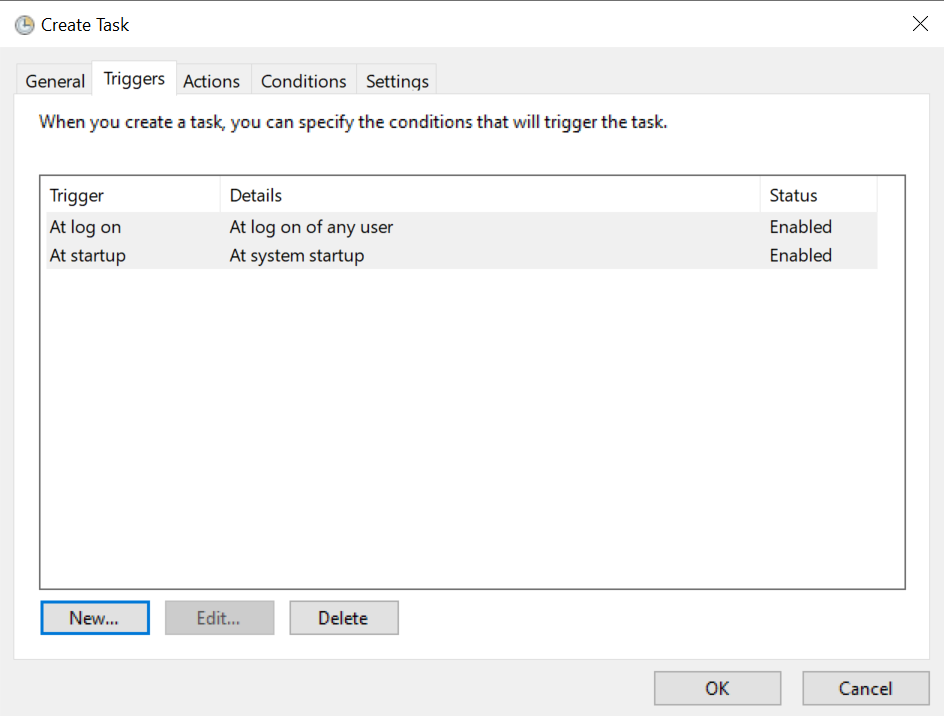 Create Task
General Triggers Actions Conditions Settings
When you create a task, you can specify the conditions that will trigger the task.
Trigger Details Status
At log on At log on of any user Enabled
At startup At system startup Enabled
New... Edit... Delete
OK Cancel